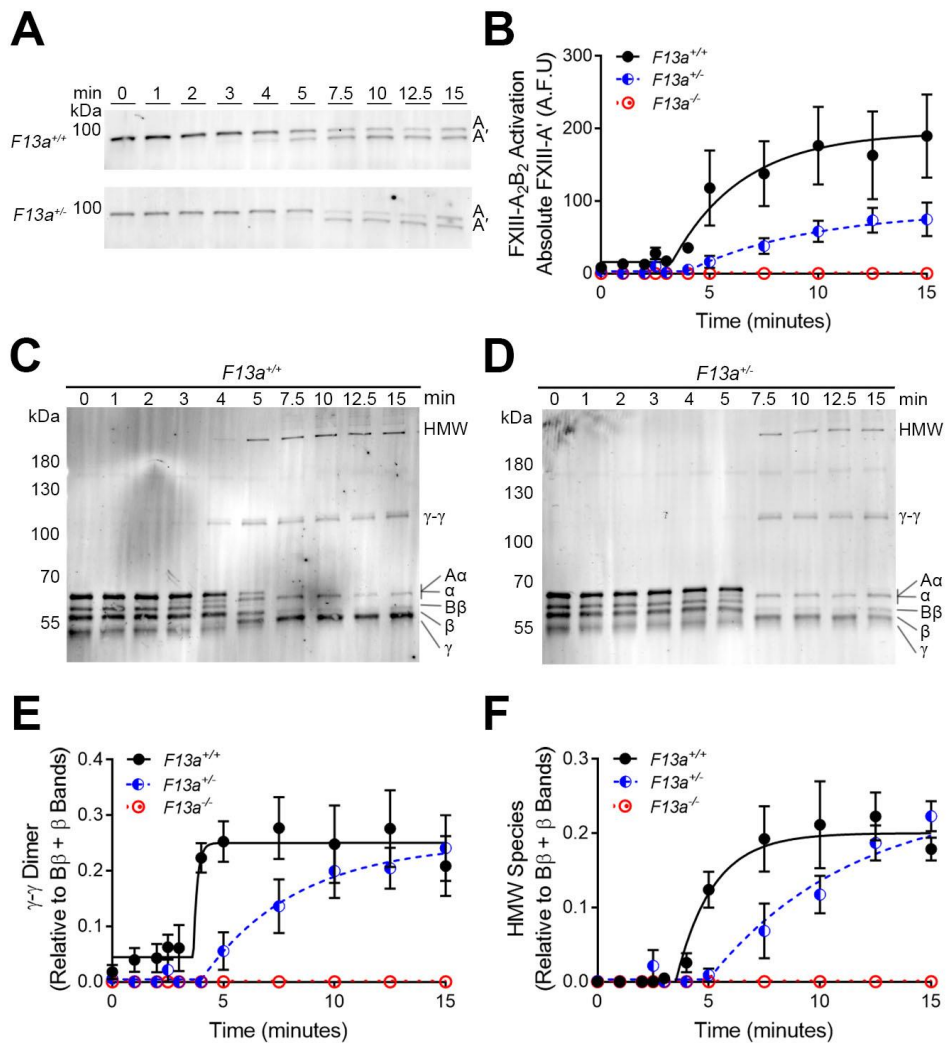 A
min 0 1 2 3 4 5 7.5 10 12.5 15
kDa
F13a+/+ 100 A, A'
F13a+/- 100 A, A'
B
FXIII-A2B2 Activation
Absolute FXIII-A' (A.F.U)
300
200
100
0
F13a+/+
F13a+/-
F13a-/-
0 5 10 15
Time (minutes)
C
F13a+/+
0 1 2 3 4 5 7.5 10 12.5 15 min
kDa
HMW
180
130
γ-γ
100
70
Aα
α
Bβ
55
β
γ
D
F13a+/-
0 1 2 3 4 5 7.5 10 12.5 15 min
kDa
HMW
180
130
γ-γ
100
70
Aα
α
Bβ
55
β
γ
E
γ-γ Dimer
(Relative to Bβ + β Bands)
0.4
0.3
0.2
0.1
0.0
F13a+/+
F13a+/-
F13a-/-
0 5 10 15
Time (minutes)
F
HMW Species
(Relative to Bβ + β Bands)
0.3
0.2
0.1
0.0
F13a+/+
F13a+/-
F13a-/-
0 5 10 15
Time (minutes)